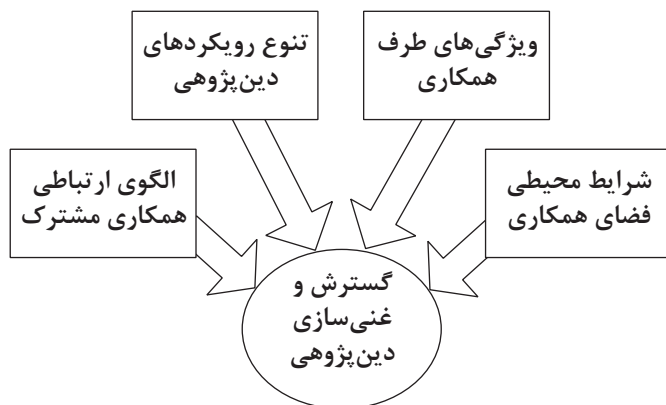 ویژگی‌های طرف
همکاری
تنوع رویکردهای
دین‌پژوهی
شرایط محیطی
فضای همکاری
الگوی ارتباطی
همکاری مشترک
گسترش و
غنی‌سازی
دین‌پژوهی